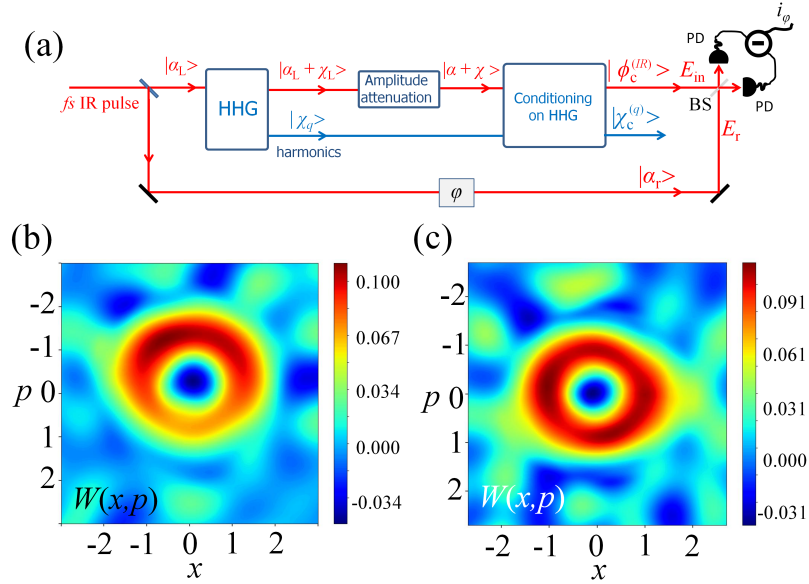 (a)
i_φ
PD
|α_L>
|α_L + χ_L>
|α + χ>
|ϕ_c^(IR)>
E_in
fs IR pulse
HHG
Amplitude
attenuation
Conditioning
on HHG
BS
PD
|χ_q>
harmonics
|χ_c^(q)>
E_r
φ
|α_r>
(b)
-2
-1
0
1
2
p
W(x,p)
-2 -1 0 1 2
x
0.100
0.067
0.034
0.000
-0.034
(c)
-2
-1
0
1
2
p
W(x,p)
-2 -1 0 1 2
x
0.091
0.061
0.031
0.000
-0.031